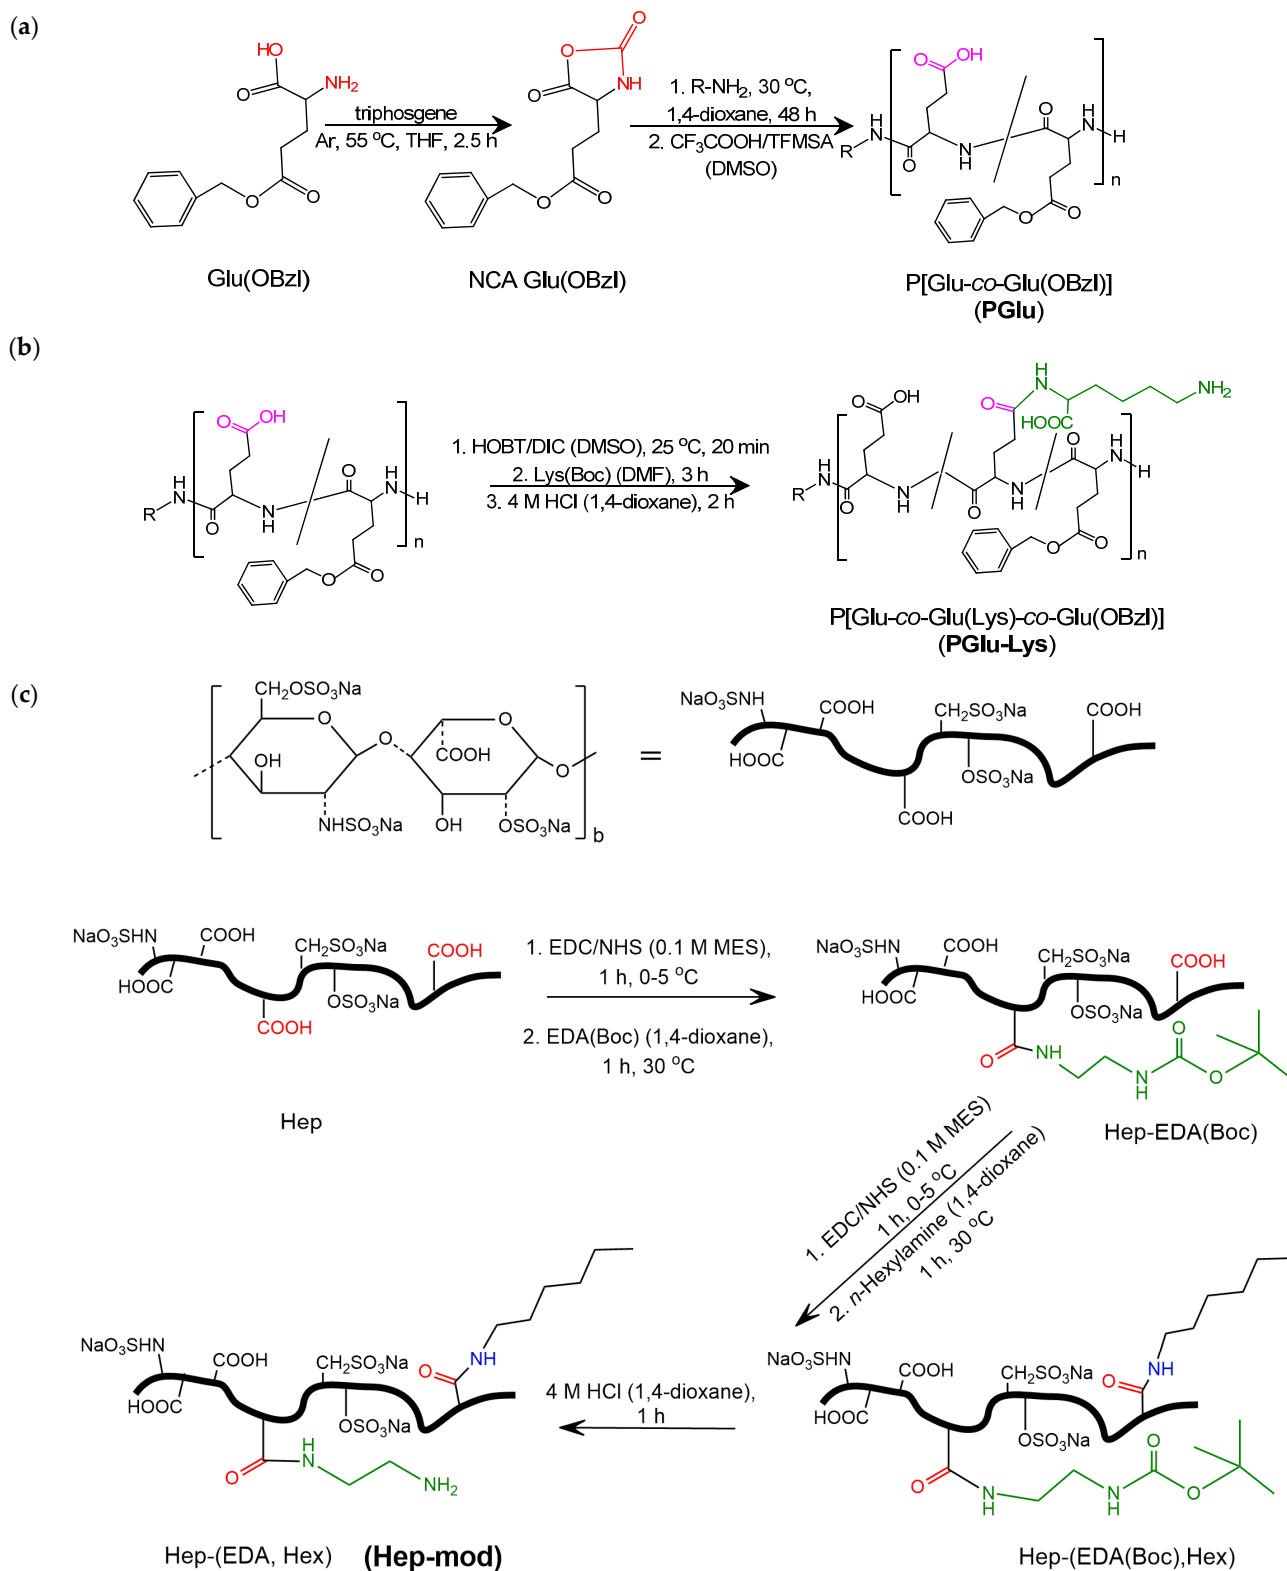 (a)
HO
O
NH2
O
O
Glu(OBzl)
triphosgene
Ar, 55 °C, THF, 2.5 h
O
O
O
NH
O
O
NCA Glu(OBzl)
1. R-NH2, 30 °C,
1,4-dioxane, 48 h
2. CF3COOH/TFMSA
(DMSO)
O
OH
R
H
N
O
N
H
O
H
N
H
O
O
n
P[Glu-co-Glu(OBzl)]
(PGlu)
(b)
O
OH
R
H
N
O
N
H
O
H
N
H
O
O
n
1. HOBT/DIC (DMSO), 25 °C, 20 min
2. Lys(Boc) (DMF), 3 h
3. 4 M HCl (1,4-dioxane), 2 h
O
OH
O
H
N
HOOC
NH2
R
H
N
O
N
H
O
N
H
O
H
N
H
O
O
n
P[Glu-co-Glu(Lys)-co-Glu(OBzl)]
(PGlu-Lys)
(c)
CH2OSO3Na
O
OH
NHSO3Na
O
O
COOH
OH
OSO3Na
O
b
=
NaO3SNH
HOOC
COOH
COOH
CH2SO3Na
OSO3Na
COOH
NaO3SHN
HOOC
COOH
COOH
CH2SO3Na
OSO3Na
COOH
Hep
1. EDC/NHS (0.1 M MES),
1 h, 0-5 °C
2. EDA(Boc) (1,4-dioxane),
1 h, 30 °C
NaO3SHN
HOOC
COOH
CH2SO3Na
OSO3Na
COOH
O
NH
N
H
O
O
Hep-EDA(Boc)
1. EDC/NHS (0.1 M MES)
1 h, 0-5 °C
2. n-Hexylamine (1,4-dioxane)
1 h, 30 °C
NaO3SHN
HOOC
COOH
CH2SO3Na
OSO3Na
O
NH
O
N
H
N
H
O
O
Hep-(EDA(Boc),Hex)
4 M HCl (1,4-dioxane),
1 h
NaO3SHN
HOOC
COOH
CH2SO3Na
OSO3Na
O
NH
O
H
N
NH2
Hep-(EDA, Hex) (Hep-mod)